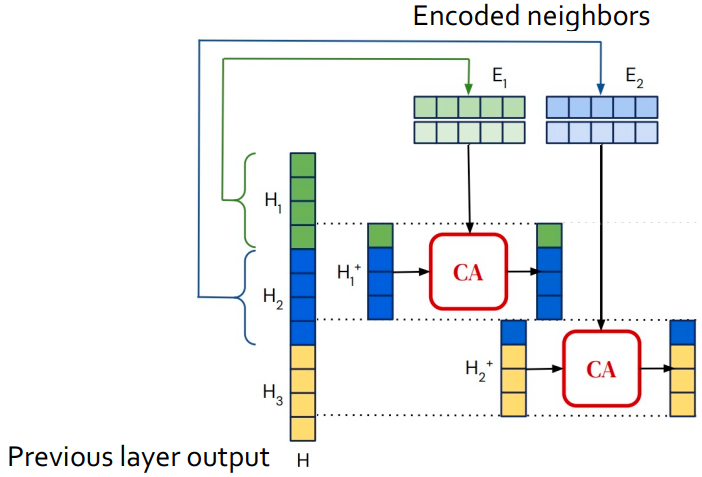 Encoded neighbors
E1
E2
H1
H1+
CA
H2
H2+
CA
H3
Previous layer output H